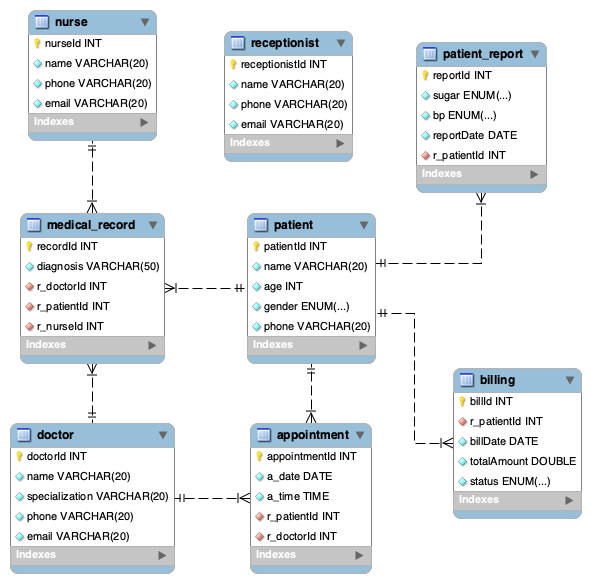 nurse
nurseId INT
name VARCHAR(20)
phone VARCHAR(20)
email VARCHAR(20)
Indexes
receptionist
receptionistId INT
name VARCHAR(20)
phone VARCHAR(20)
email VARCHAR(20)
Indexes
patient_report
reportId INT
sugar ENUM(...)
bp ENUM(...)
reportDate DATE
r_patientId INT
Indexes
medical_record
recordId INT
diagnosis VARCHAR(50)
r_doctorId INT
r_patientId INT
r_nurseId INT
Indexes
patient
patientId INT
name VARCHAR(20)
age INT
gender ENUM(...)
phone VARCHAR(20)
Indexes
billing
billId INT
r_patientId INT
billDate DATE
totalAmount DOUBLE
status ENUM(...)
Indexes
doctor
doctorId INT
name VARCHAR(20)
specialization VARCHAR(20)
phone VARCHAR(20)
email VARCHAR(20)
Indexes
appointment
appointmentId INT
a_date DATE
a_time TIME
r_patientId INT
r_doctorId INT
Indexes